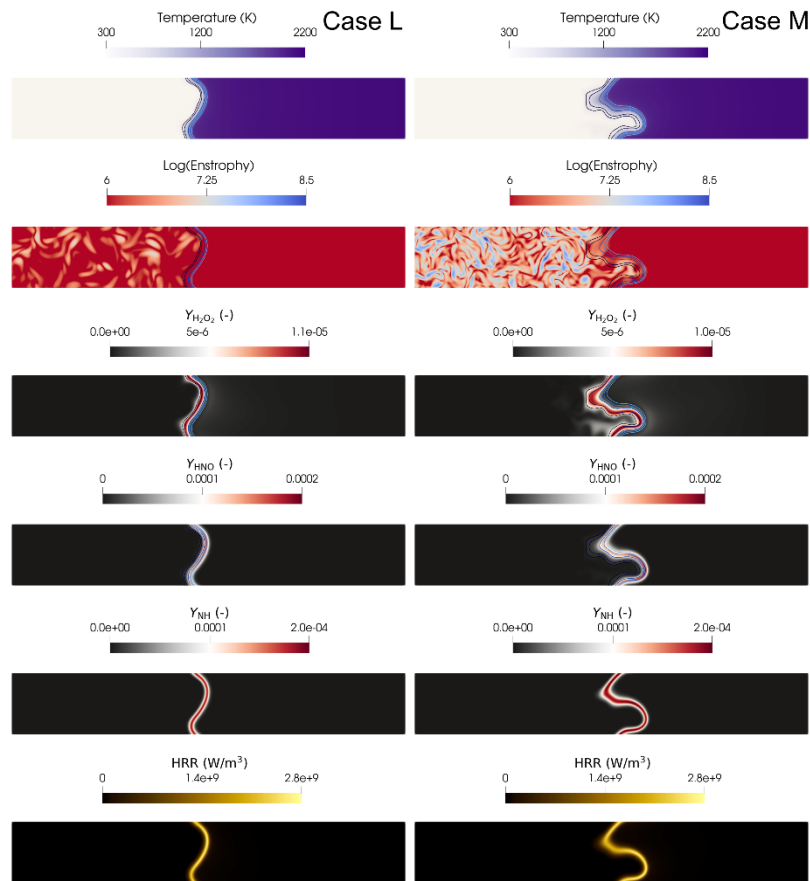 Temperature (K) Case L
300 1200 2200
Temperature (K) Case M
300 1200 2200
Log(Enstrophy)
6 7.25 8.5
Log(Enstrophy)
6 7.25 8.5
Y_H₂O₂ (-)
0.0e+00 5e-6 1.1e-05
Y_H₂O₂ (-)
0.0e+00 5e-6 1.0e-05
Y_HNO (-)
0 0.0001 0.0002
Y_HNO (-)
0 0.0001 0.0002
Y_NH (-)
0.0e+00 0.0001 2.0e-04
Y_NH (-)
0.0e+00 0.0001 2.0e-04
HRR (W/m³)
0 1.4e+9 2.8e+9
HRR (W/m³)
0 1.4e+9 2.8e+9